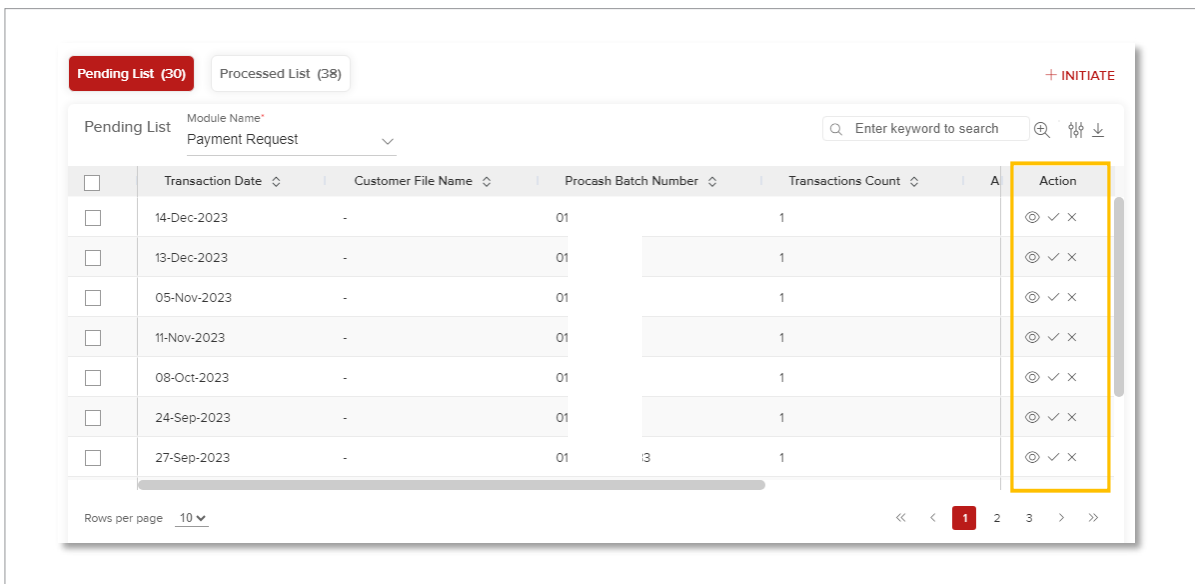 Pending List (30) Processed List (38) + INITIATE
Module Name*
Pending List Payment Request Enter keyword to search
Transaction Date Customer File Name Procash Batch Number Transactions Count A Action
14-Dec-2023 - 01 1
13-Dec-2023 - 01 1
05-Nov-2023 - 01 1
11-Nov-2023 - 01 1
08-Oct-2023 - 01 1
24-Sep-2023 - 01 1
27-Sep-2023 - 01 33 1
Rows per page 10 « < 1 2 3 > »